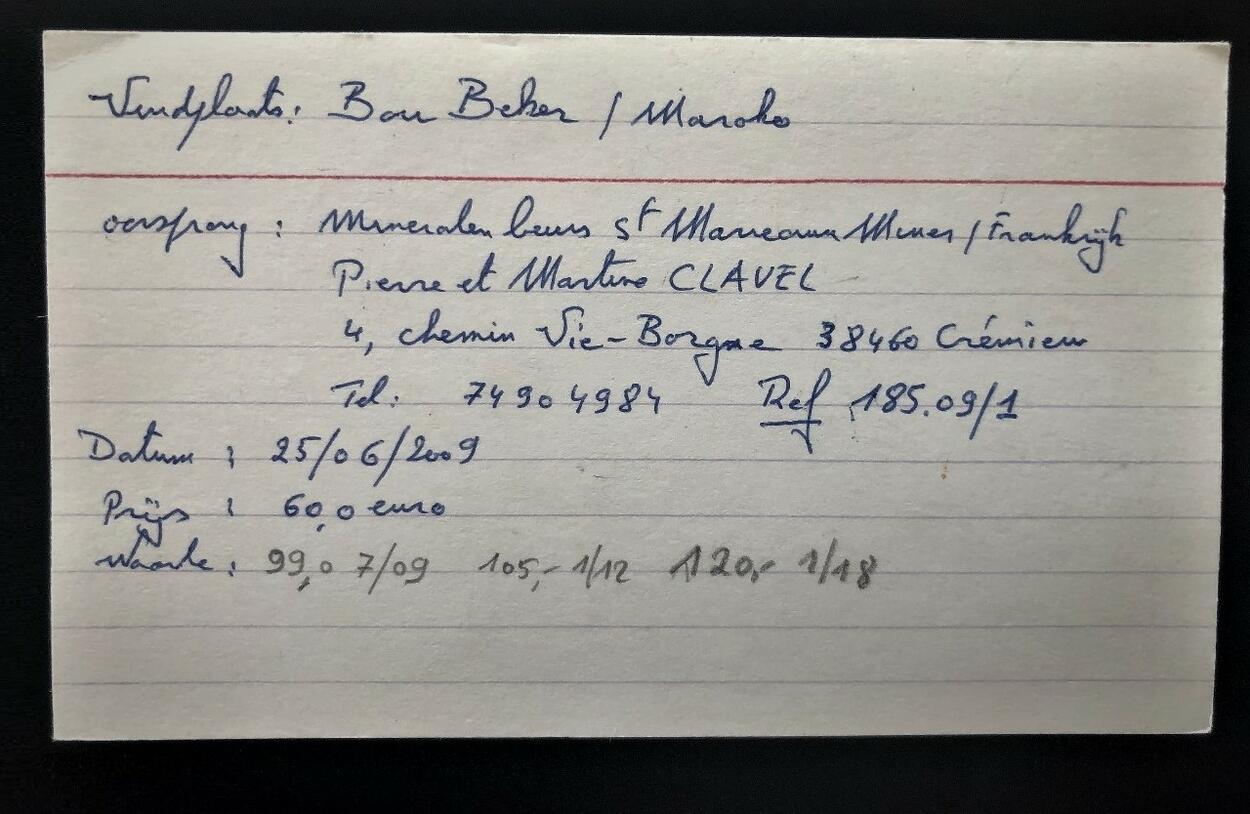 Vindplaats: Bou Beker / Maroko
oorsprong : Mineralen beurs St Marieaux Mines / Frankrijk
Pierre et Martine CLAVEL
4, chemin Vie-Borgne 38460 Crémieu
Tel: 74904984 Ref 185.09/1
Datum : 25/06/2009
Prijs : 60,0 euro
Waarde : 99,0 7/09 105,- 1/12 120,- 1/18